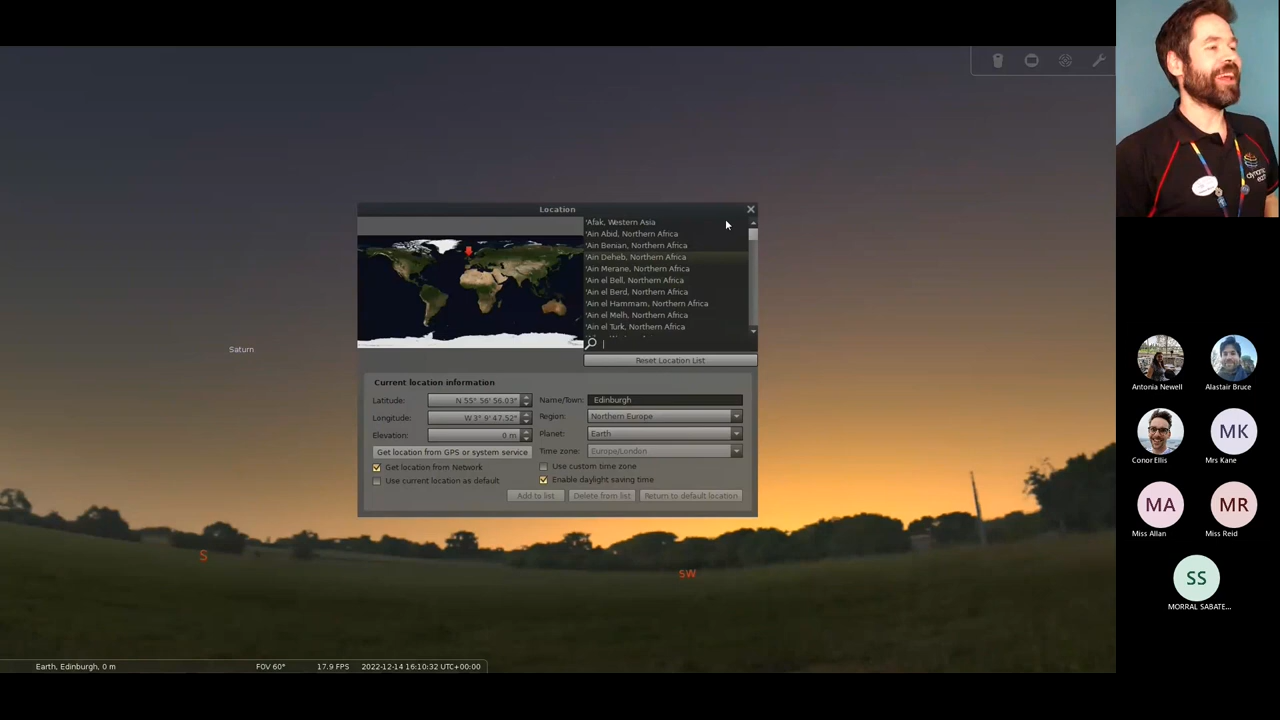 Location
'Afak, Western Asia
'Ain Abid, Northern Africa
'Ain Benian, Northern Africa
'Ain Deheb, Northern Africa
'Ain Merane, Northern Africa
'Ain el Bell, Northern Africa
'Ain el Berd, Northern Africa
'Ain el Hammam, Northern Africa
'Ain el Melh, Northern Africa
'Ain el Turk, Northern Africa
Reset Location List
Current location information
Latitude: N 55° 56' 56.03"
Longitude: W 3° 9' 47.52"
Elevation: 0 m
Get location from GPS or system service
Get location from Network
Use current location as default
Name/Town: Edinburgh
Region: Northern Europe
Planet: Earth
Time zone: Europe/London
Use custom time zone
Enable daylight saving time
Add to list Delete from list Return to default location
Saturn
S
SW
Earth, Edinburgh, 0 m FOV 60° 17.9 FPS 2022-12-14 16:10:32 UTC+00:00
dynamic earth
Antonia Newell
Alastair Bruce
Conor Ellis
MK
Mrs Kane
MA
Miss Allan
MR
Miss Reid
SS
MORRAL SABATE...